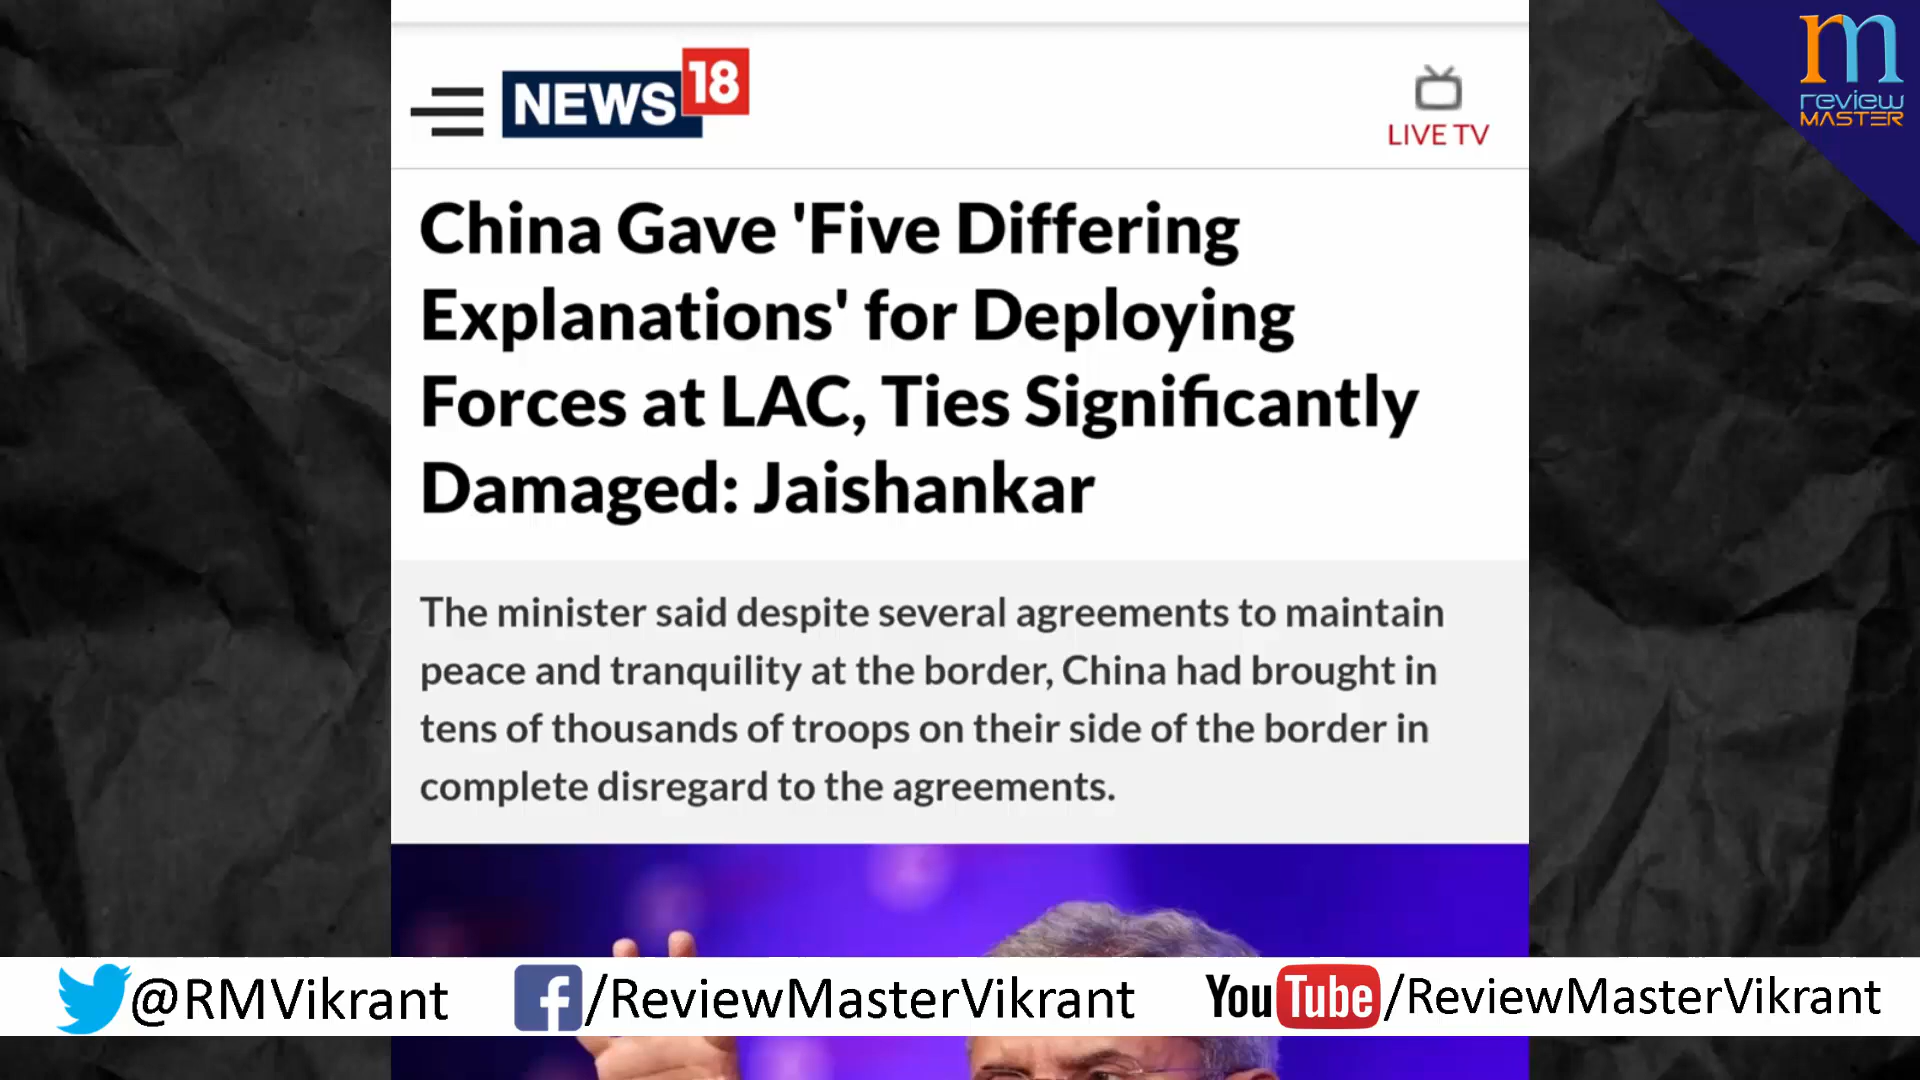 NEWS 18
LIVE TV
rm
review
MASTER
China Gave 'Five Differing
Explanations' for Deploying
Forces at LAC, Ties Significantly
Damaged: Jaishankar
The minister said despite several agreements to maintain
peace and tranquility at the border, China had brought in
tens of thousands of troops on their side of the border in
complete disregard to the agreements.
@RMVikrant f/ReviewMasterVikrant YouTube/ReviewMasterVikrant